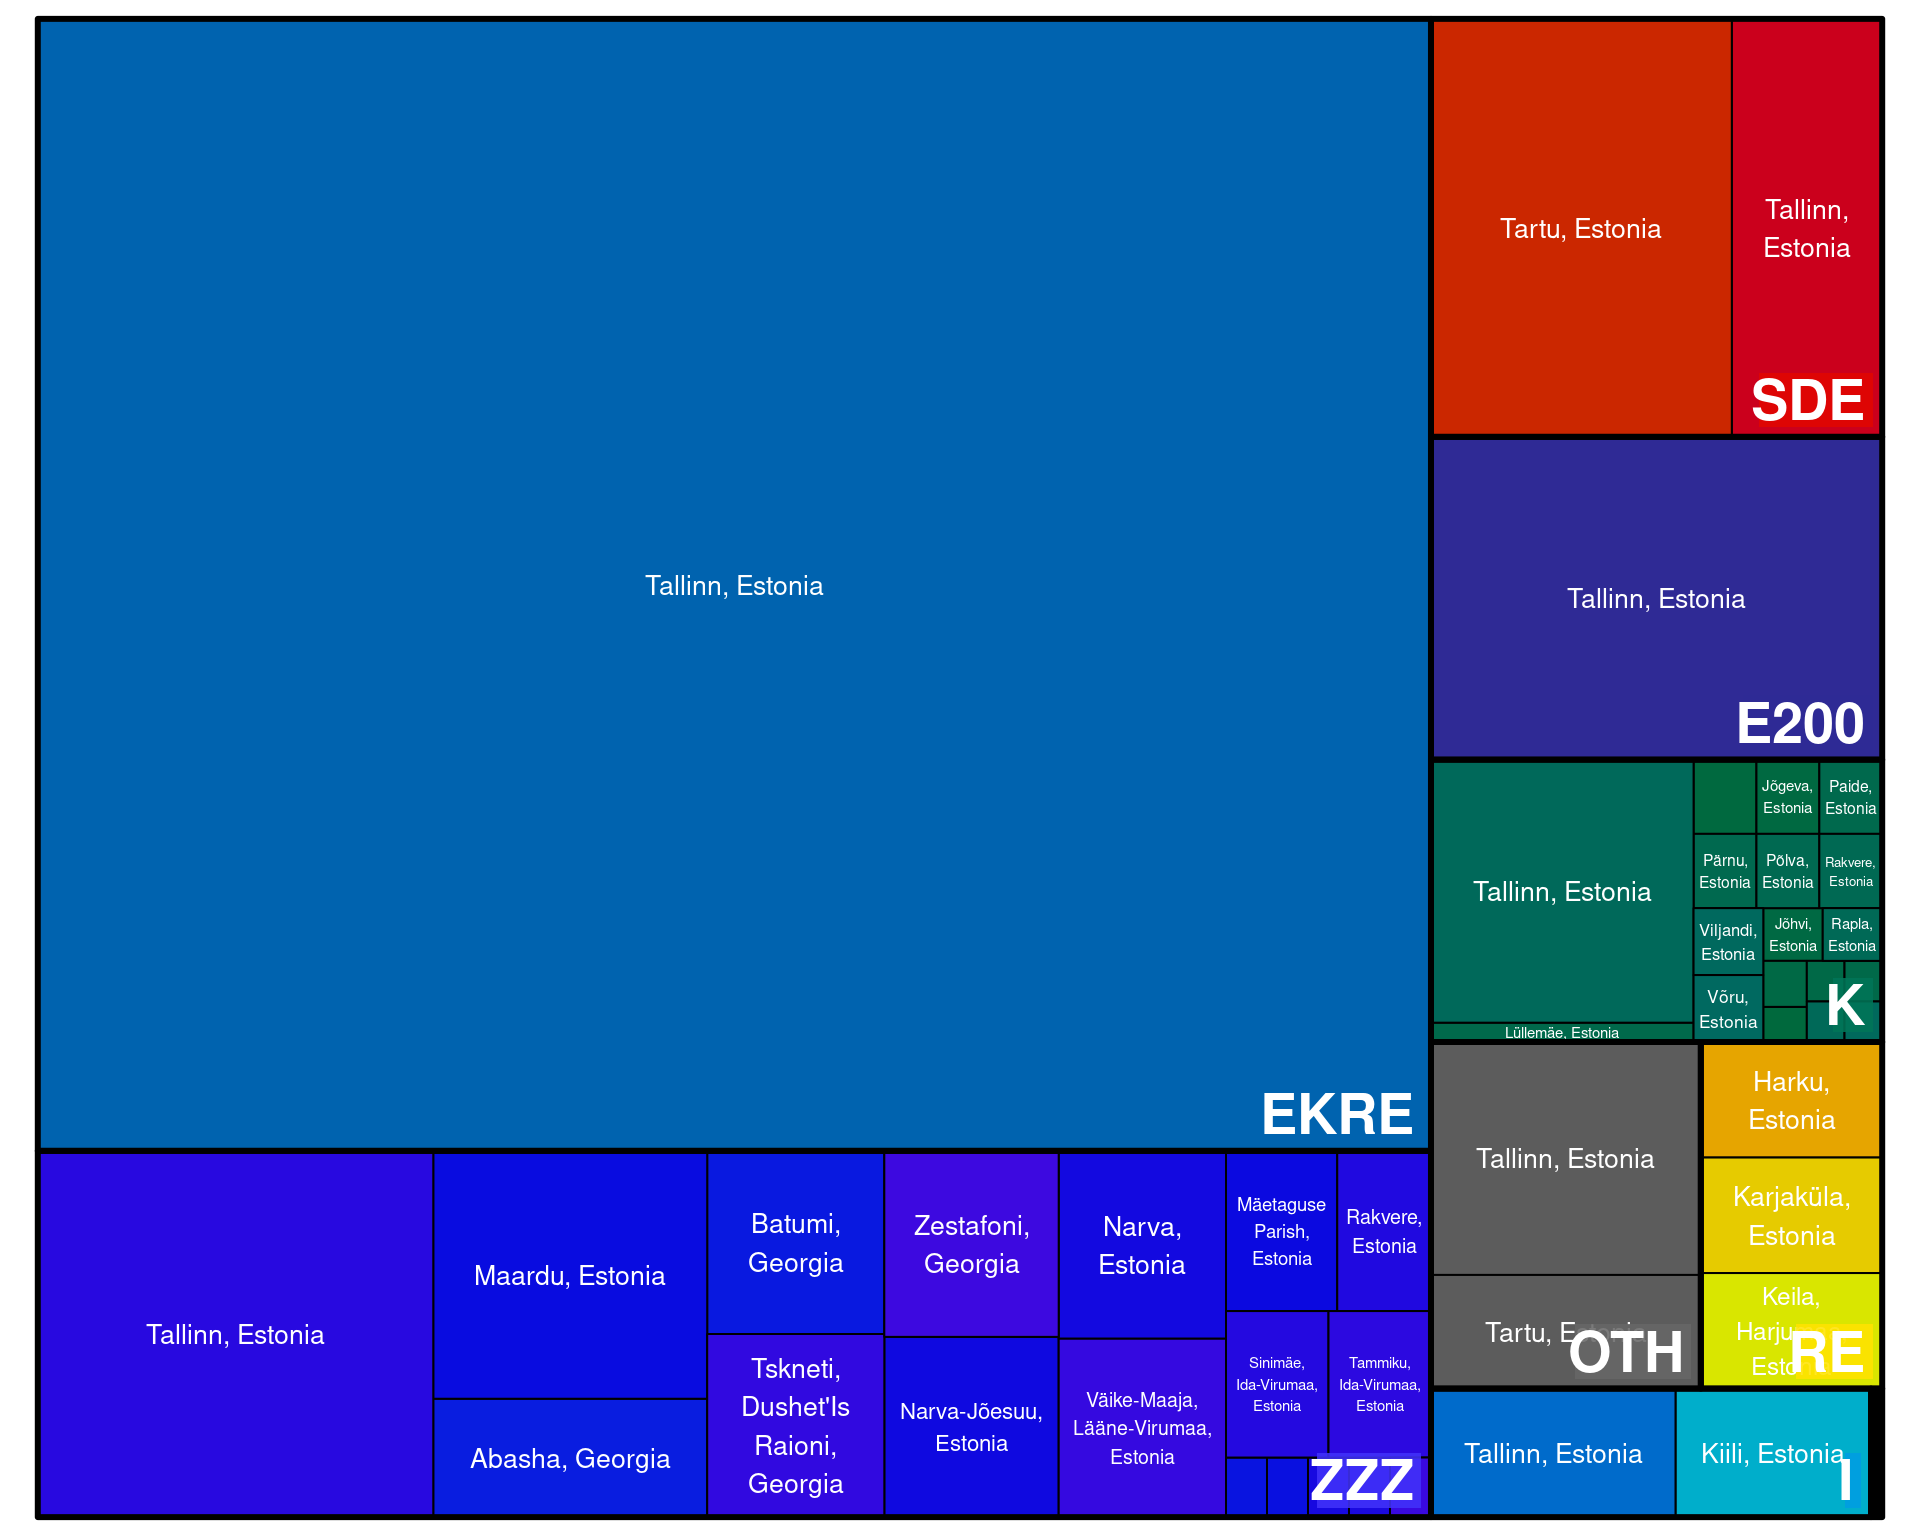 Tallinn, Estonia
EKRE
Tartu, Estonia
Tallinn,
Estonia
SDE
Tallinn, Estonia
E200
Tallinn, Estonia
Jõgeva,
Estonia
Paide,
Estonia
Pärnu,
Estonia
Põlva,
Estonia
Rakvere,
Estonia
Viljandi,
Estonia
Jõhvi,
Estonia
Rapla,
Estonia
Võru,
Estonia
K
Lüllemäe, Estonia
Tallinn, Estonia
Tartu, Estonia
OTH
Harku,
Estonia
Karjaküla,
Estonia
Keila,
RE
Tallinn, Estonia
Maardu, Estonia
Abasha, Georgia
Batumi,
Georgia
Tskneti,
Dushet'Is
Raioni,
Georgia
Zestafoni,
Georgia
Narva-Jõesuu,
Estonia
Narva,
Estonia
Väike-Maaja,
Lääne-Virumaa,
Estonia
Mäetaguse
Parish,
Estonia
Rakvere,
Estonia
Sinimäe,
Ida-Virumaa,
Estonia
Tammiku,
Ida-Virumaa,
Estonia
ZZZ
Tallinn, Estonia
Kiili, Estonia
I